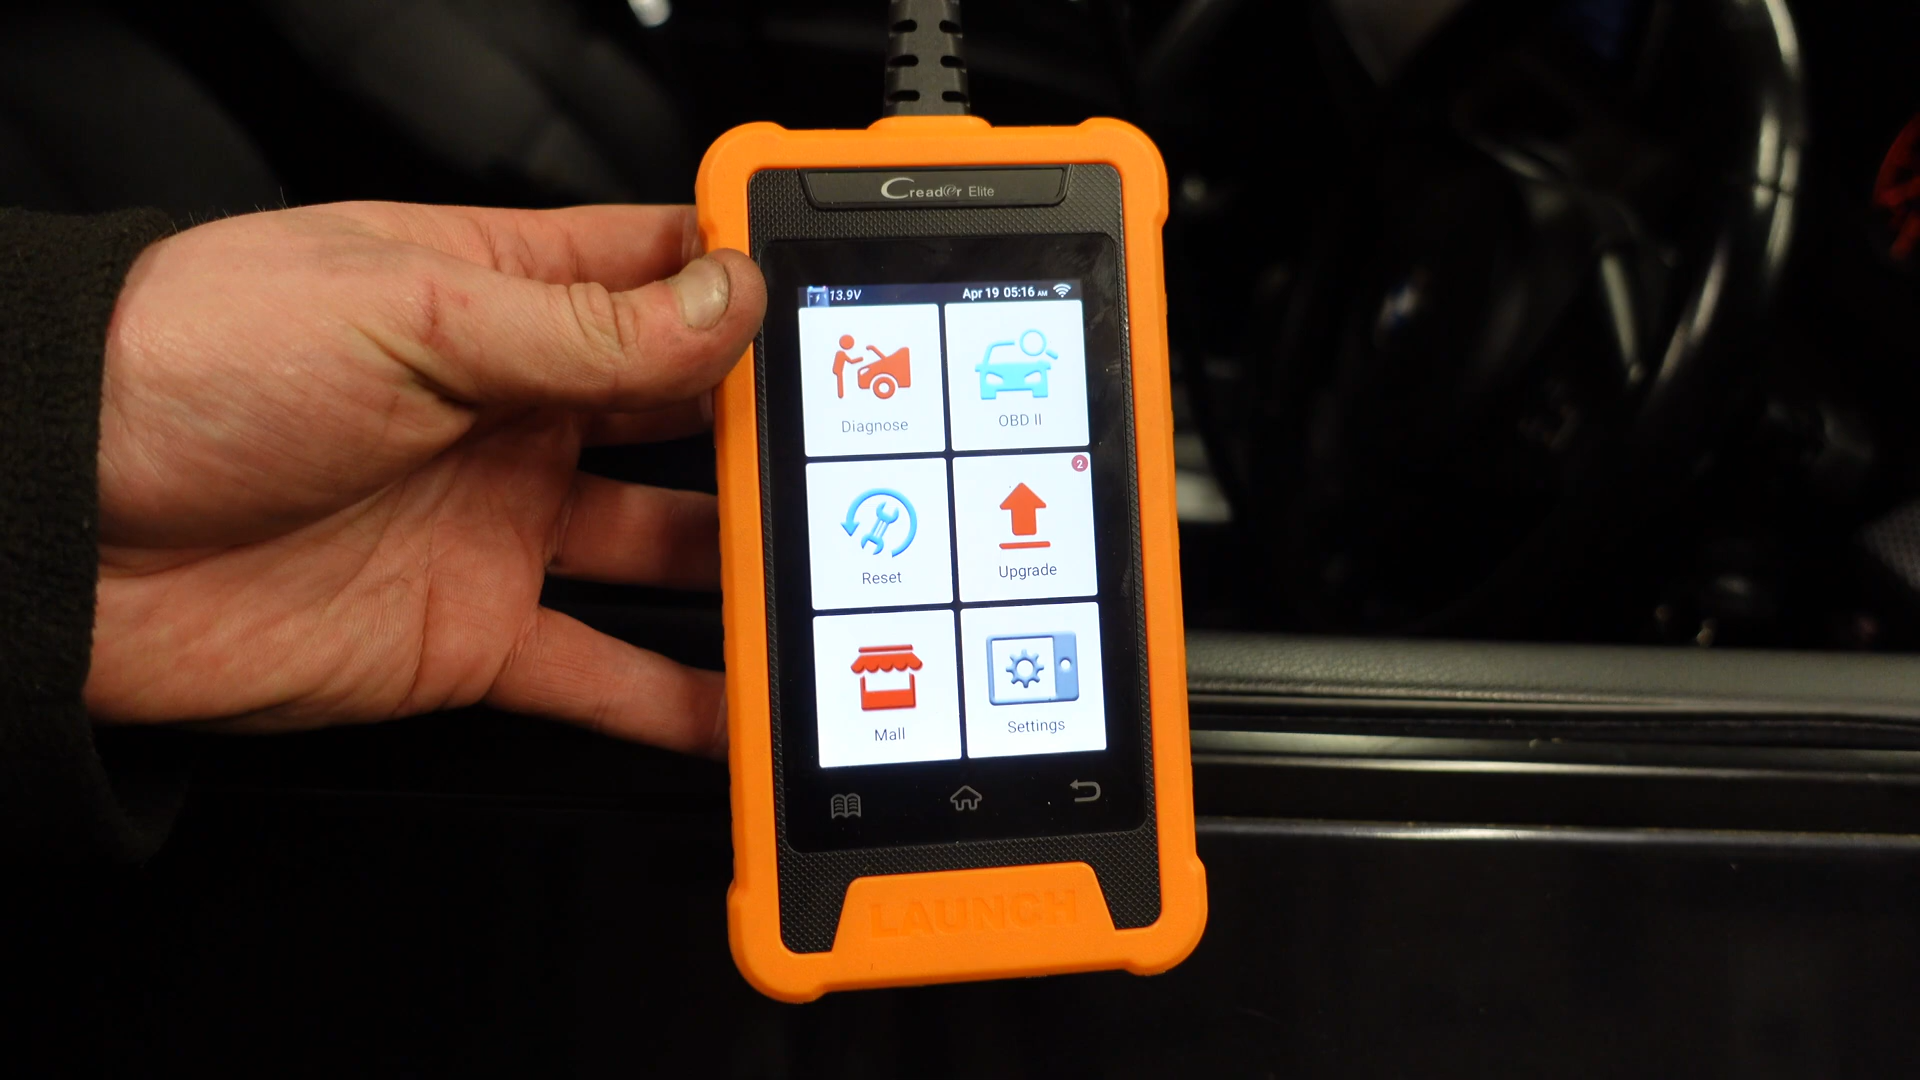 Creader Elite
13.9V Apr 19 05:16 AM
Diagnose OBD II
2
Reset Upgrade
Mall Settings
LAUNCH